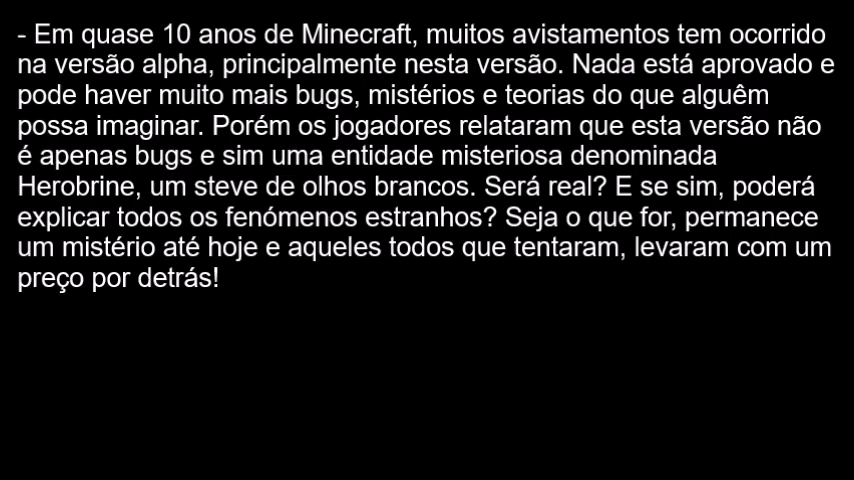 - Em quase 10 anos de Minecraft, muitos avistamentos tem ocorrido
na versão alpha, principalmente nesta versão. Nada está aprovado e
pode haver muito mais bugs, mistérios e teorias do que alguêm
possa imaginar. Porém os jogadores relataram que esta versão não
é apenas bugs e sim uma entidade misteriosa denominada
Herobrine, um steve de olhos brancos. Será real? E se sim, poderá
explicar todos os fenómenos estranhos? Seja o que for, permanece
um mistério até hoje e aqueles todos que tentaram, levaram com um
preço por detrás!